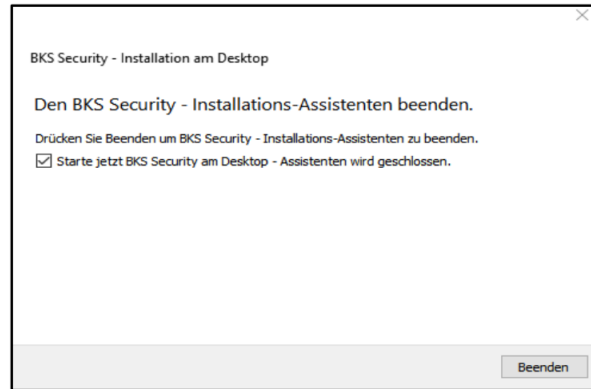 BKS Security - Installation am Desktop
Den BKS Security - Installations-Assistenten beenden.
Drücken Sie Beenden um BKS Security - Installations-Assistenten zu beenden.
Starte jetzt BKS Security am Desktop - Assistenten wird geschlossen.
Beenden